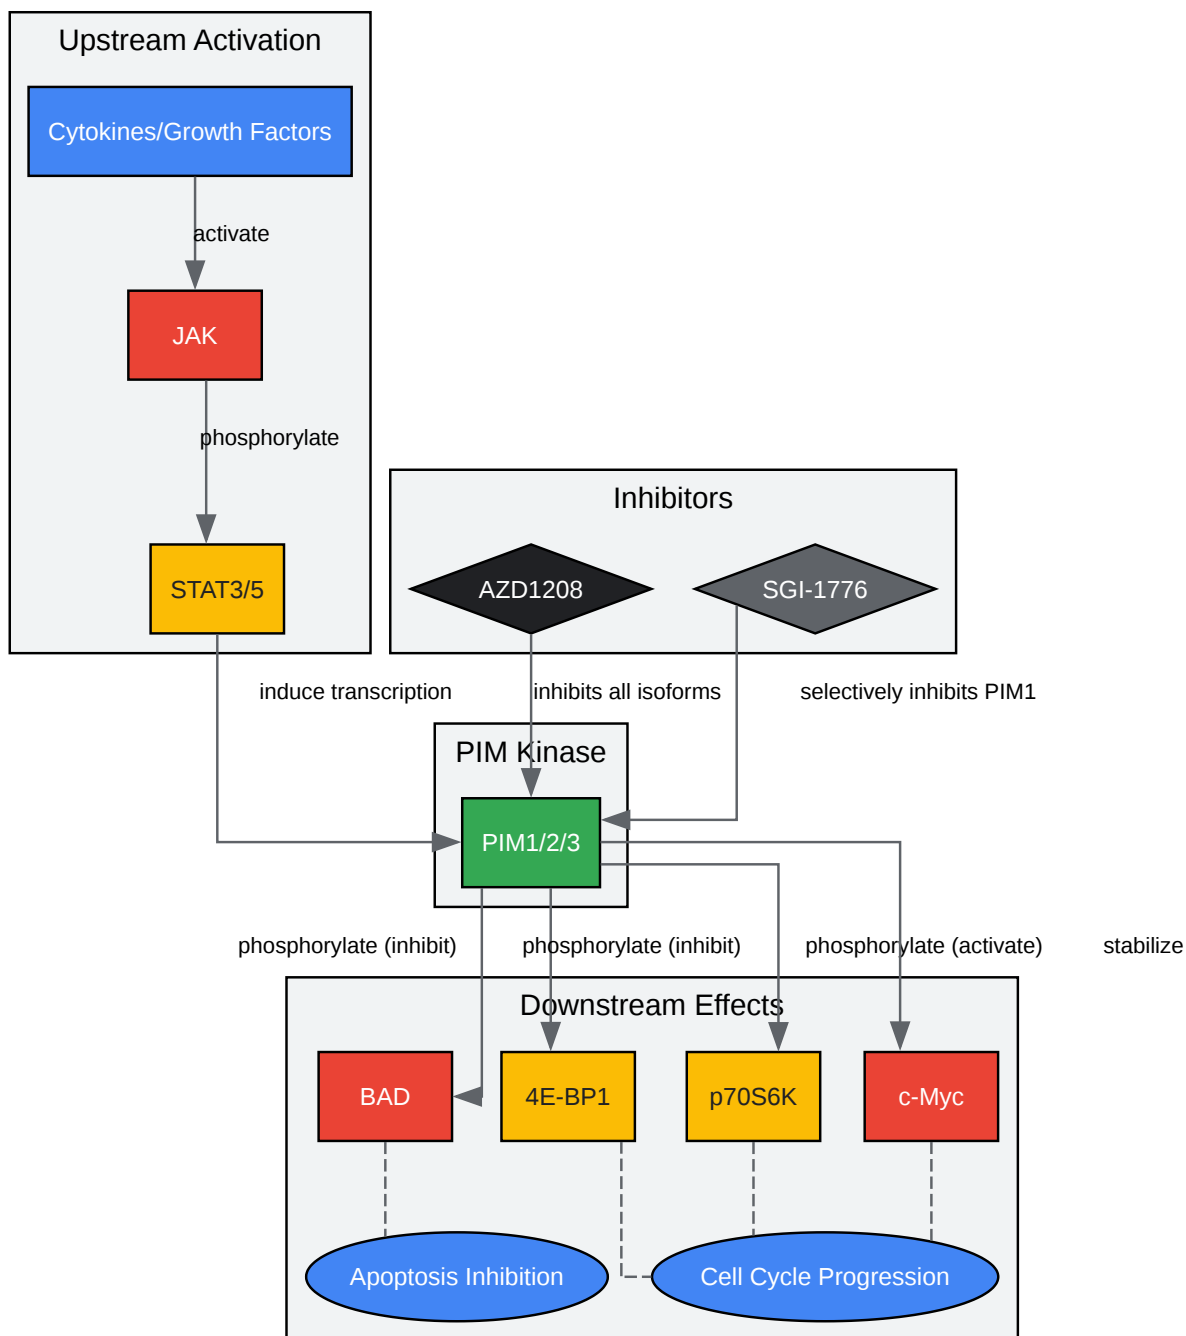 Upstream Activation
Cytokines/Growth Factors
activate
JAK
phosphorylate
Inhibitors
STAT3/5
AZD1208
SGI-1776
induce transcription
inhibits all isoforms
selectively inhibits PIM1
PIM Kinase
PIM1/2/3
phosphorylate (inhibit)
phosphorylate (inhibit)
phosphorylate (activate)
stabilize
Downstream Effects
BAD
4E-BP1
p70S6K
c-Myc
Apoptosis Inhibition
Cell Cycle Progression